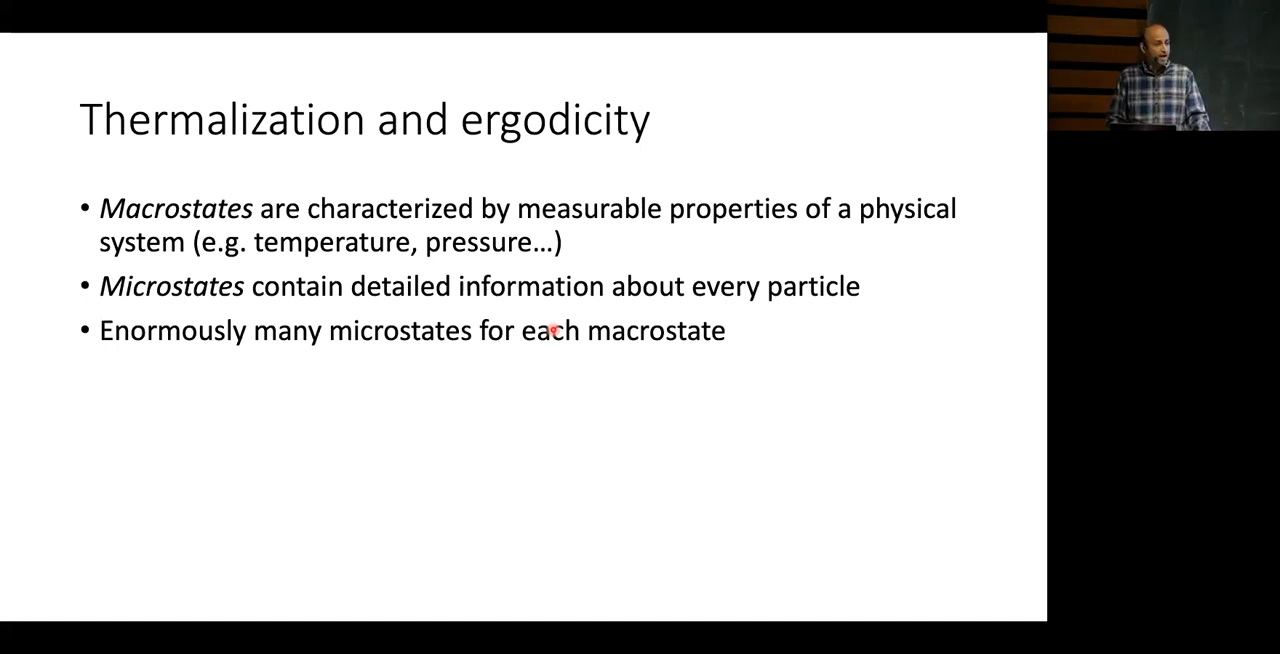 Thermalization and ergodicity
• Macrostates are characterized by measurable properties of a physical
system (e.g. temperature, pressure…)
• Microstates contain detailed information about every particle
• Enormously many microstates for each macrostate